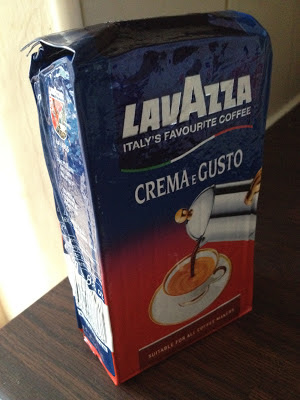 LAVAZZA
ITALY'S FAVOURITE COFFEE
CREMA E GUSTO
SUITABLE FOR ALL COFFEE MAKERS